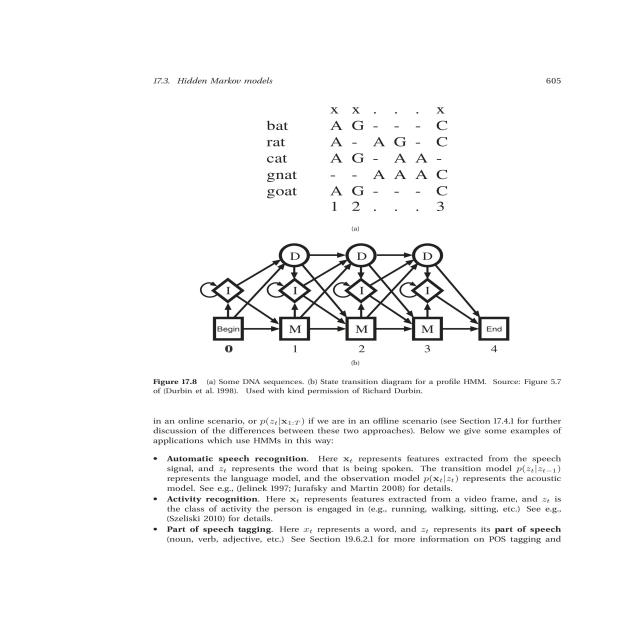 17.3. Hidden Markov models 605
x x . . . x
bat A G - - - C
rat A - A G - C
cat A G - A A -
gnat - - A A A C
goat A G - - - C
1 2 . . . 3
(a)
D D D
I I I I
Begin M M M End
0 1 2 3 4
(b)
Figure 17.8 (a) Some DNA sequences. (b) State transition diagram for a profile HMM. Source: Figure 5.7
of (Durbin et al. 1998). Used with kind permission of Richard Durbin.
in an online scenario, or p(z_t|x_{1:T}) if we are in an offline scenario (see Section 17.4.1 for further
discussion of the differences between these two approaches). Below we give some examples of
applications which use HMMs in this way:
• Automatic speech recognition. Here x_t represents features extracted from the speech
signal, and z_t represents the word that is being spoken. The transition model p(z_t|z_{t−1})
represents the language model, and the observation model p(x_t|z_t) represents the acoustic
model. See e.g., (Jelinek 1997; Jurafsky and Martin 2008) for details.
• Activity recognition. Here x_t represents features extracted from a video frame, and z_t is
the class of activity the person is engaged in (e.g., running, walking, sitting, etc.) See e.g.,
(Szeliski 2010) for details.
• Part of speech tagging. Here x_t represents a word, and z_t represents its part of speech
(noun, verb, adjective, etc.) See Section 19.6.2.1 for more information on POS tagging and